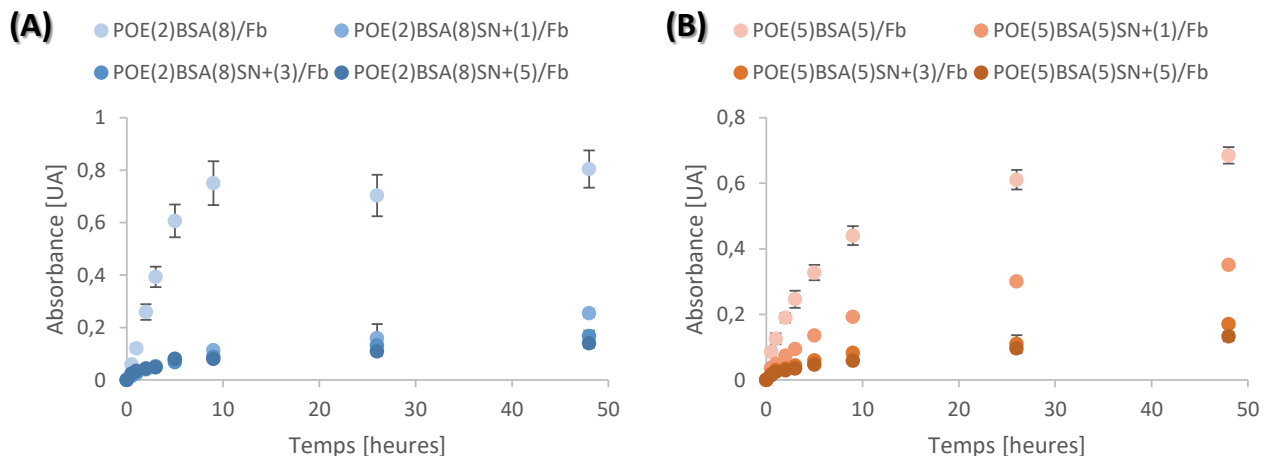 (A)
POE(2)BSA(8)/Fb POE(2)BSA(8)SN+(1)/Fb
POE(2)BSA(8)SN+(3)/Fb POE(2)BSA(8)SN+(5)/Fb
1
0,8
0,6
0,4
0,2
0
Absorbance [UA]
0 10 20 30 40 50
Temps [heures]
(B)
POE(5)BSA(5)/Fb POE(5)BSA(5)SN+(1)/Fb
POE(5)BSA(5)SN+(3)/Fb POE(5)BSA(5)SN+(5)/Fb
0,8
0,6
0,4
0,2
0
Absorbance [UA]
0 10 20 30 40 50
Temps [heures]